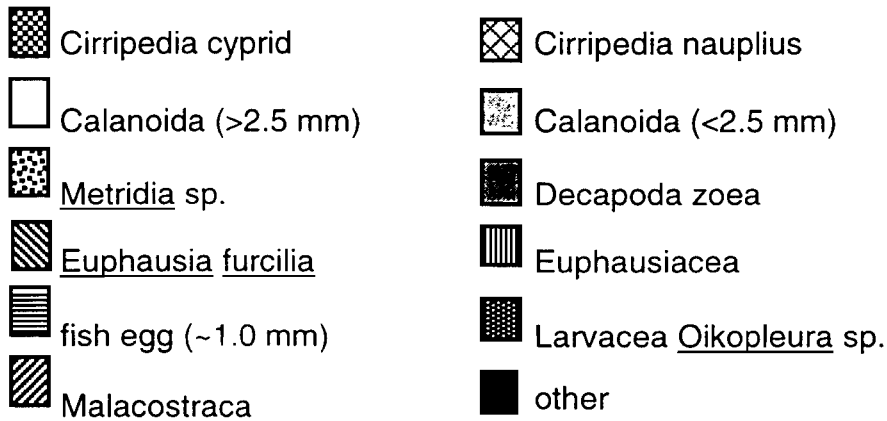 Cirripedia cyprid
Cirripedia nauplius
Calanoida (>2.5 mm)
Calanoida (<2.5 mm)
Metridia sp.
Decapoda zoea
Euphausia furcilia
Euphausiacea
fish egg (~1.0 mm)
Larvacea Oikopleura sp.
Malacostraca
other